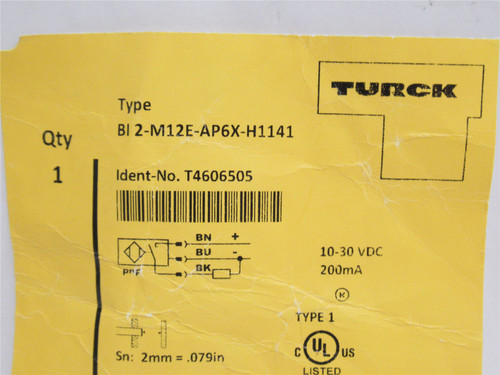 TURCK
Type
BI 2-M12E-AP6X-H1141
Qty
1
Ident-No. T4606505
BN +
BU -
BK
10-30 VDC
200mA
TYPE 1
C UL US
LISTED
Sn: 2mm = .079in